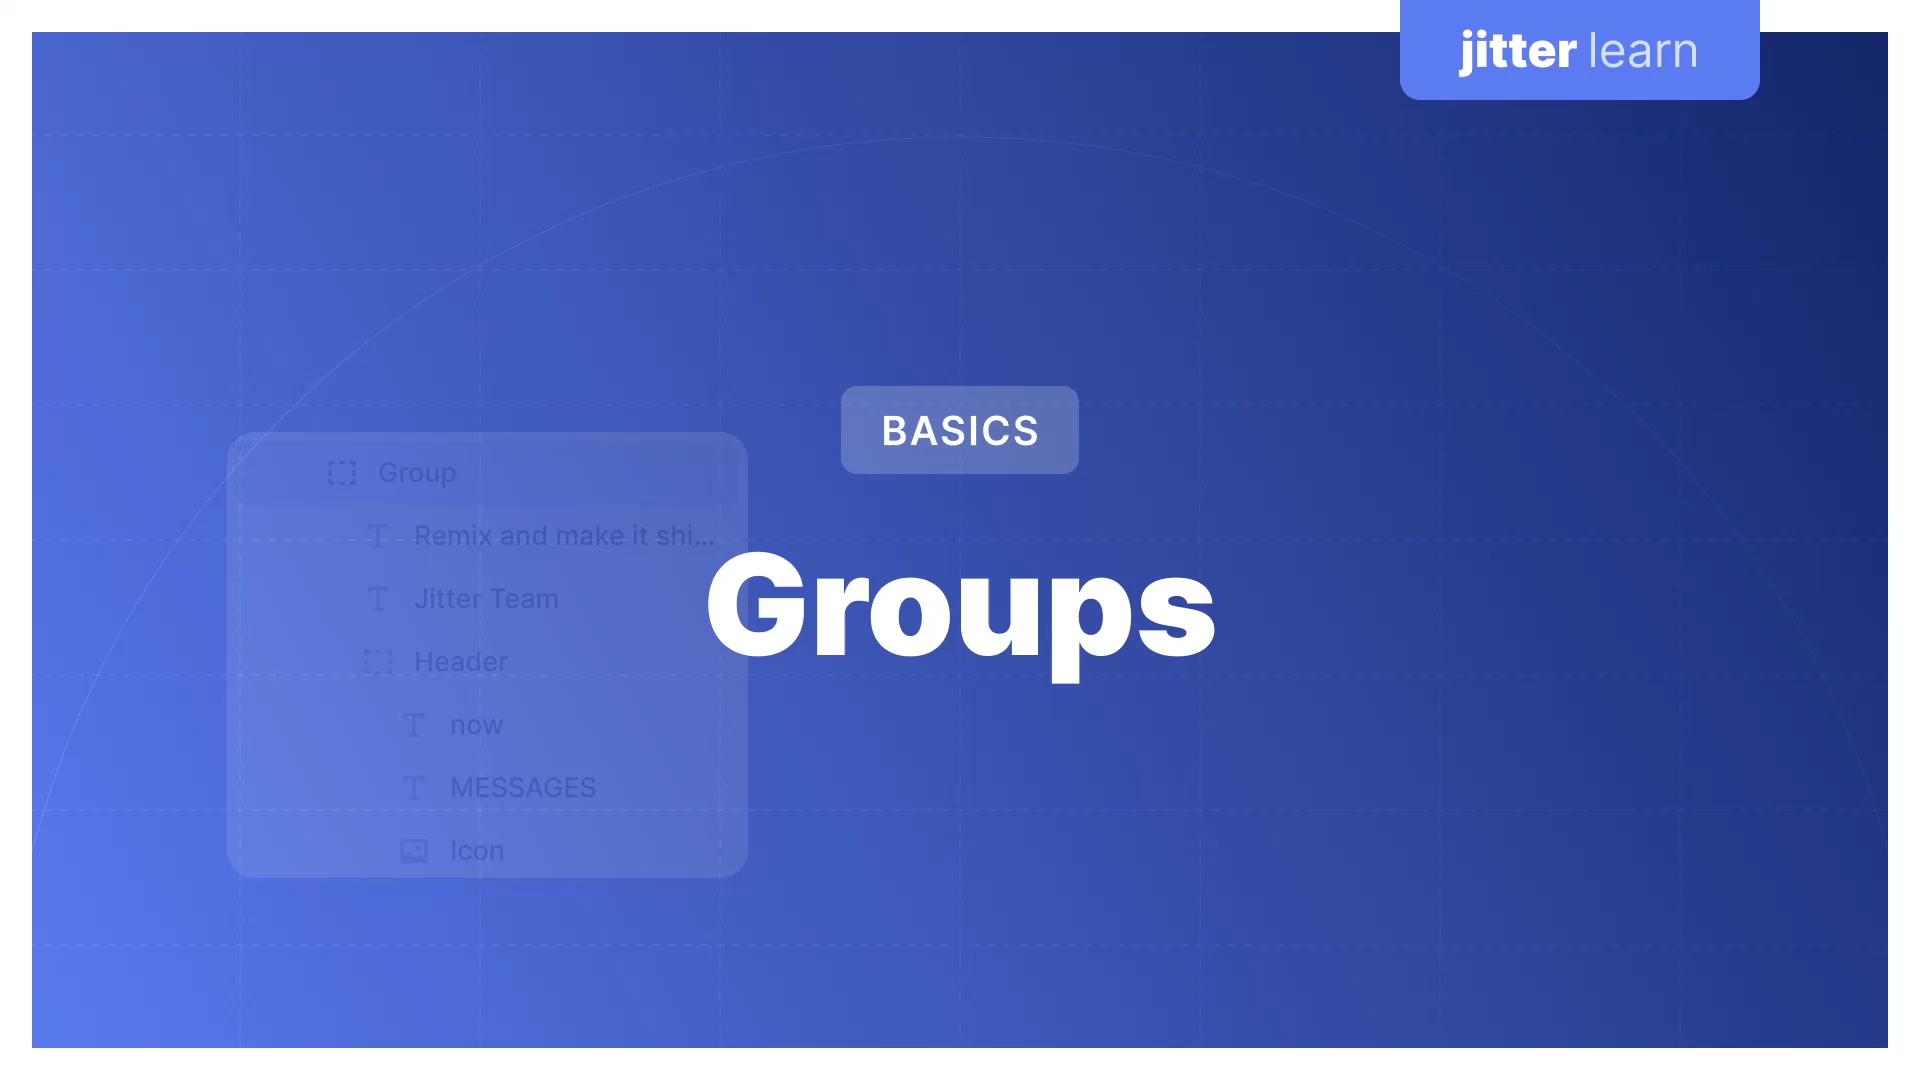 jitter learn
BASICS
Groups
Group
Remix and make it shi...
Jitter Team
Header
now
MESSAGES
Icon